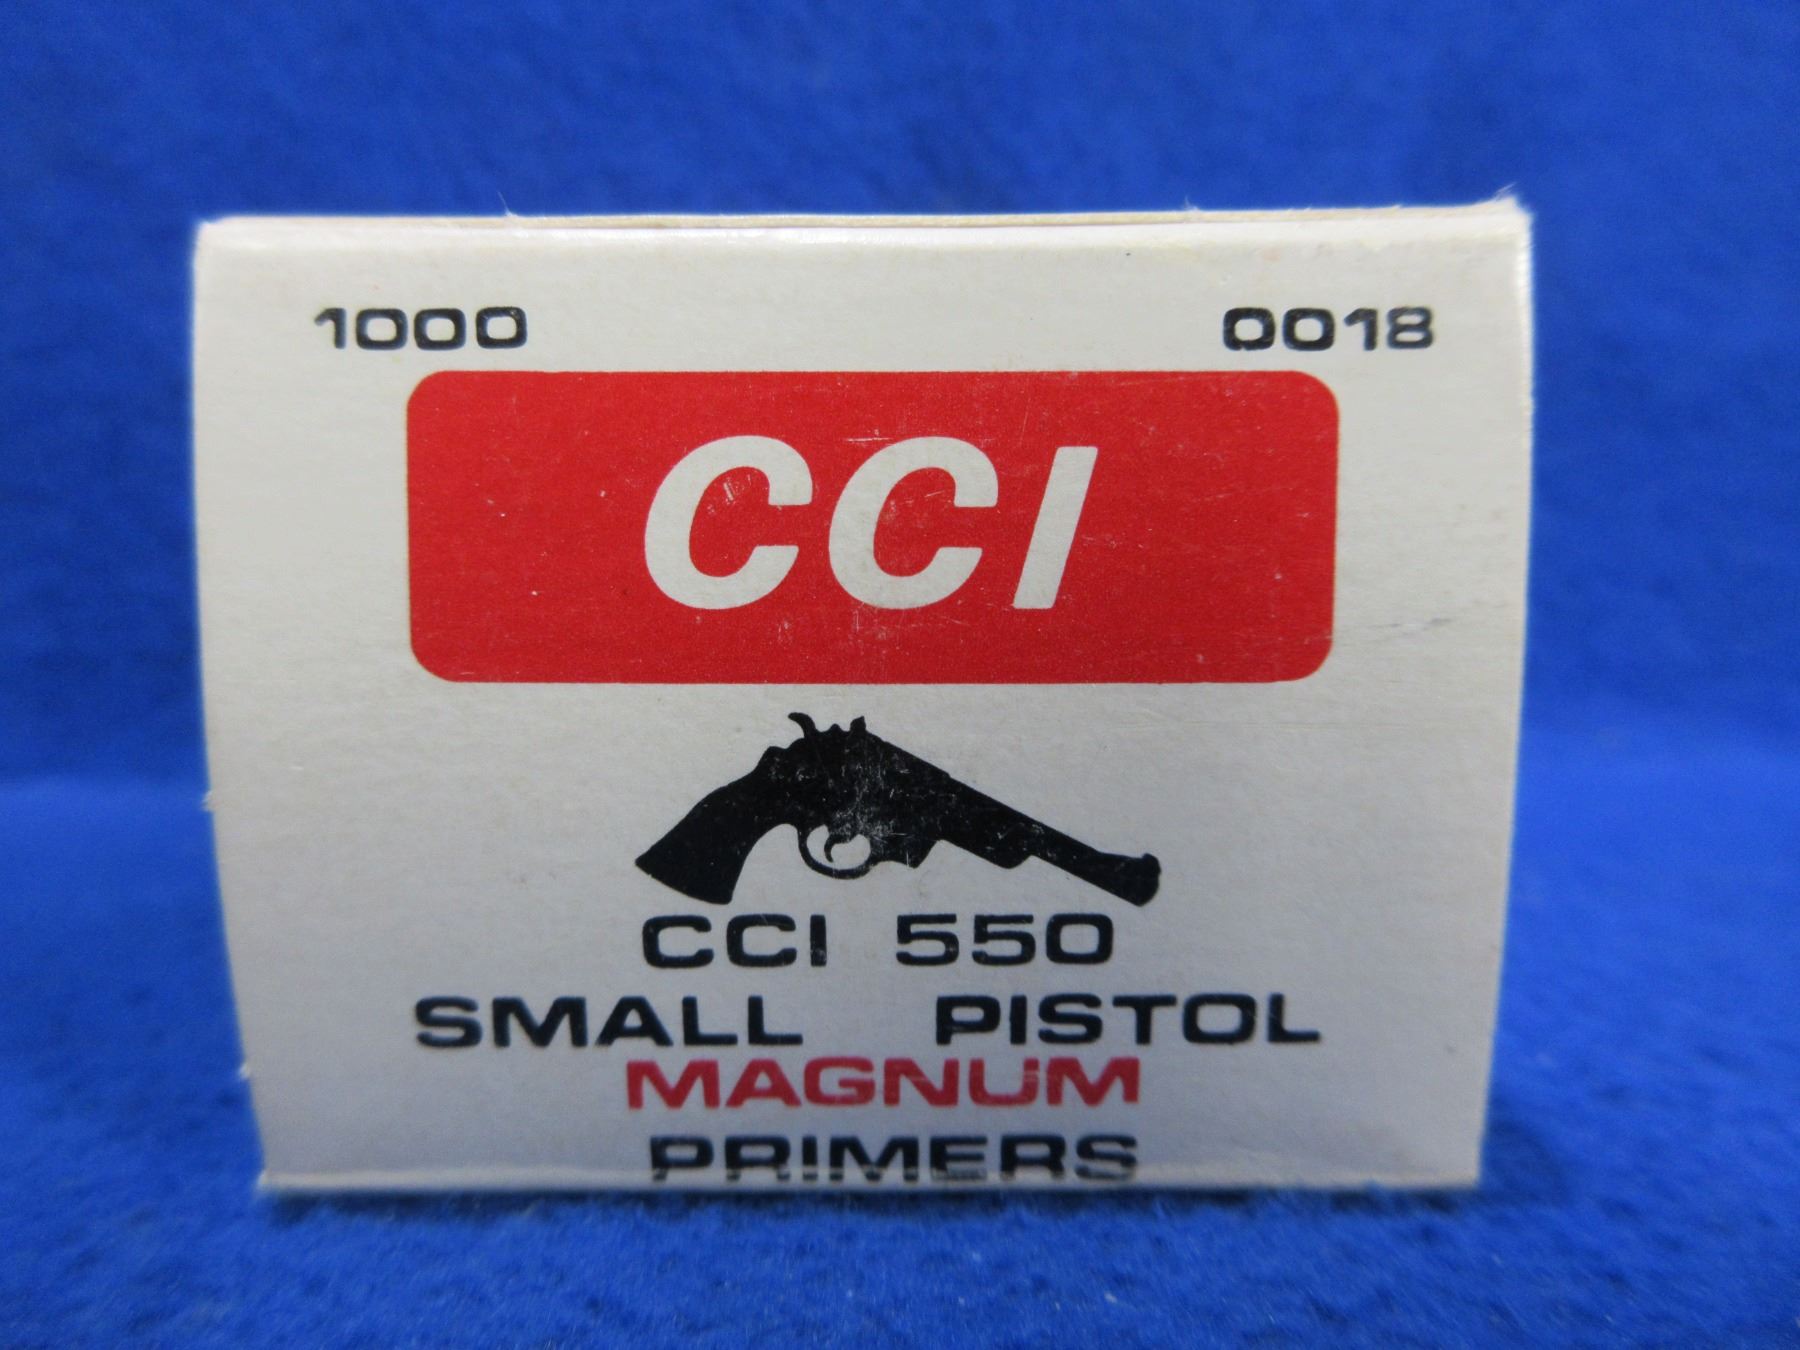 1000 0018
CCI
CCI 550
SMALL PISTOL
MAGNUM
PRIMERS